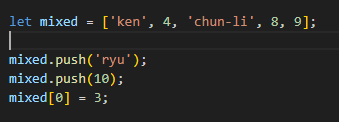 let mixed = ['ken', 4, 'chun-li', 8, 9];
mixed.push('ryu');
mixed.push(10);
mixed[0] = 3;